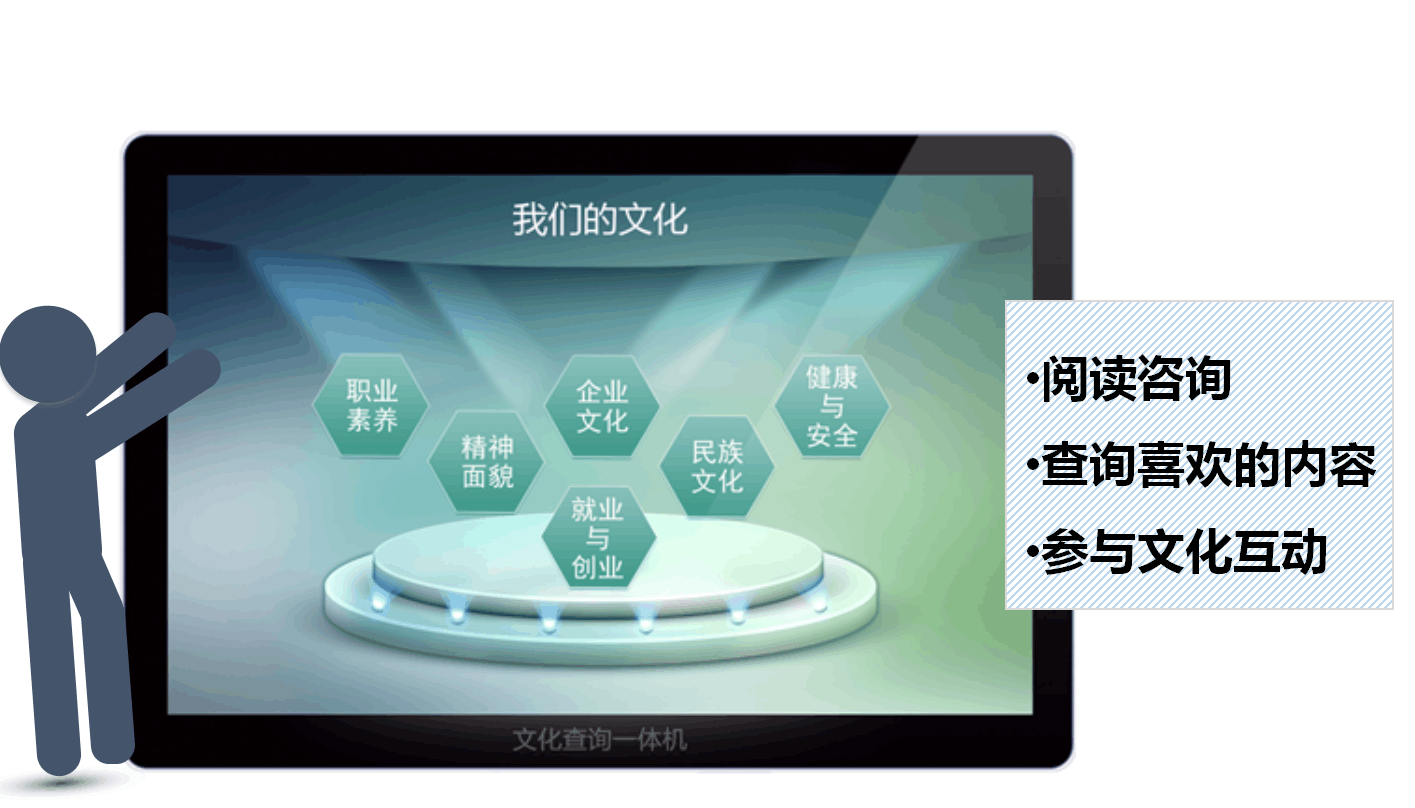 我们的文化
职业
素养
精神
面貌
企业
文化
就业
与
创业
民族
文化
健康
与
安全
文化查询一体机
•阅读咨询
•查询喜欢的内容
•参与文化互动